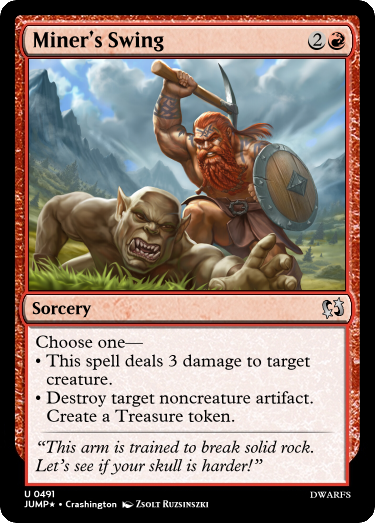 Miner's Swing 2
Sorcery
Choose one—
• This spell deals 3 damage to target
creature.
• Destroy target noncreature artifact.
Create a Treasure token.
“This arm is trained to break solid rock.
Let's see if your skull is harder!”
U 0491
DWARFS
JUMP★ • Crashington Zsolt Ruzsinszki